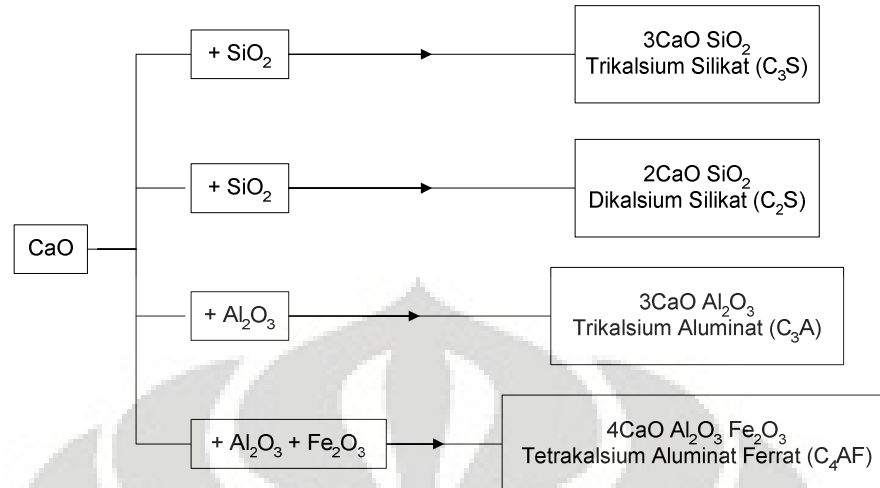 + SiO₂
3CaO SiO₂
Trikalsium Silikat (C₃S)
+ SiO₂
2CaO SiO₂
Dikalsium Silikat (C₂S)
CaO
+ Al₂O₃
3CaO Al₂O₃
Trikalsium Aluminat (C₃A)
+ Al₂O₃ + Fe₂O₃
4CaO Al₂O₃ Fe₂O₃
Tetrakalsium Aluminat Ferrat (C₄AF)